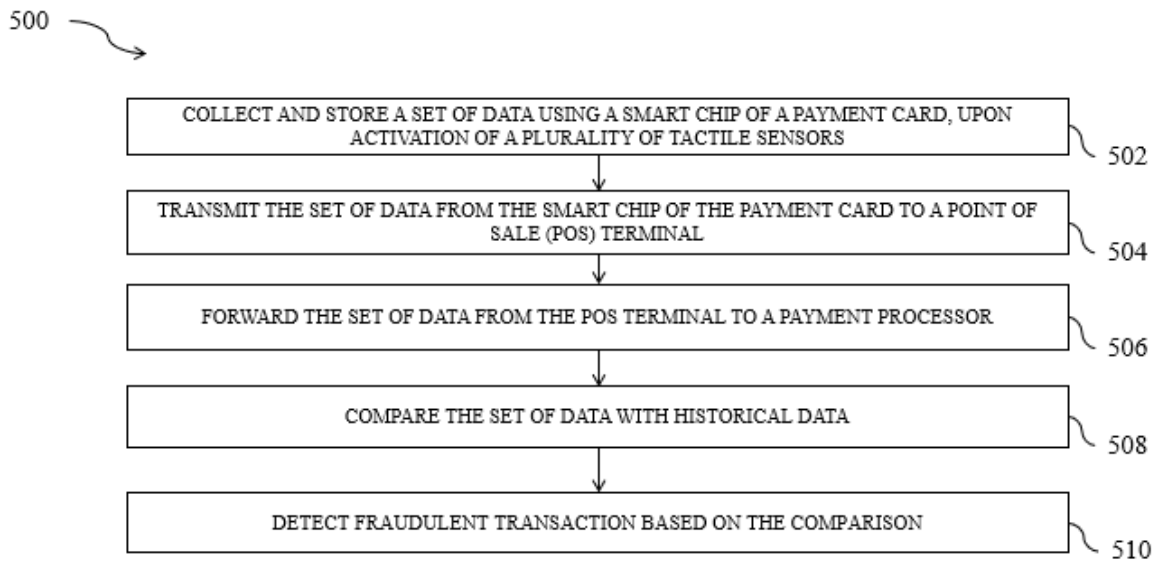 500
COLLECT AND STORE A SET OF DATA USING A SMART CHIP OF A PAYMENT CARD, UPON
ACTIVATION OF A PLURALITY OF TACTILE SENSORS
502
TRANSMIT THE SET OF DATA FROM THE SMART CHIP OF THE PAYMENT CARD TO A POINT OF
SALE (POS) TERMINAL
504
FORWARD THE SET OF DATA FROM THE POS TERMINAL TO A PAYMENT PROCESSOR
506
COMPARE THE SET OF DATA WITH HISTORICAL DATA
508
DETECT FRAUDULENT TRANSACTION BASED ON THE COMPARISON
510